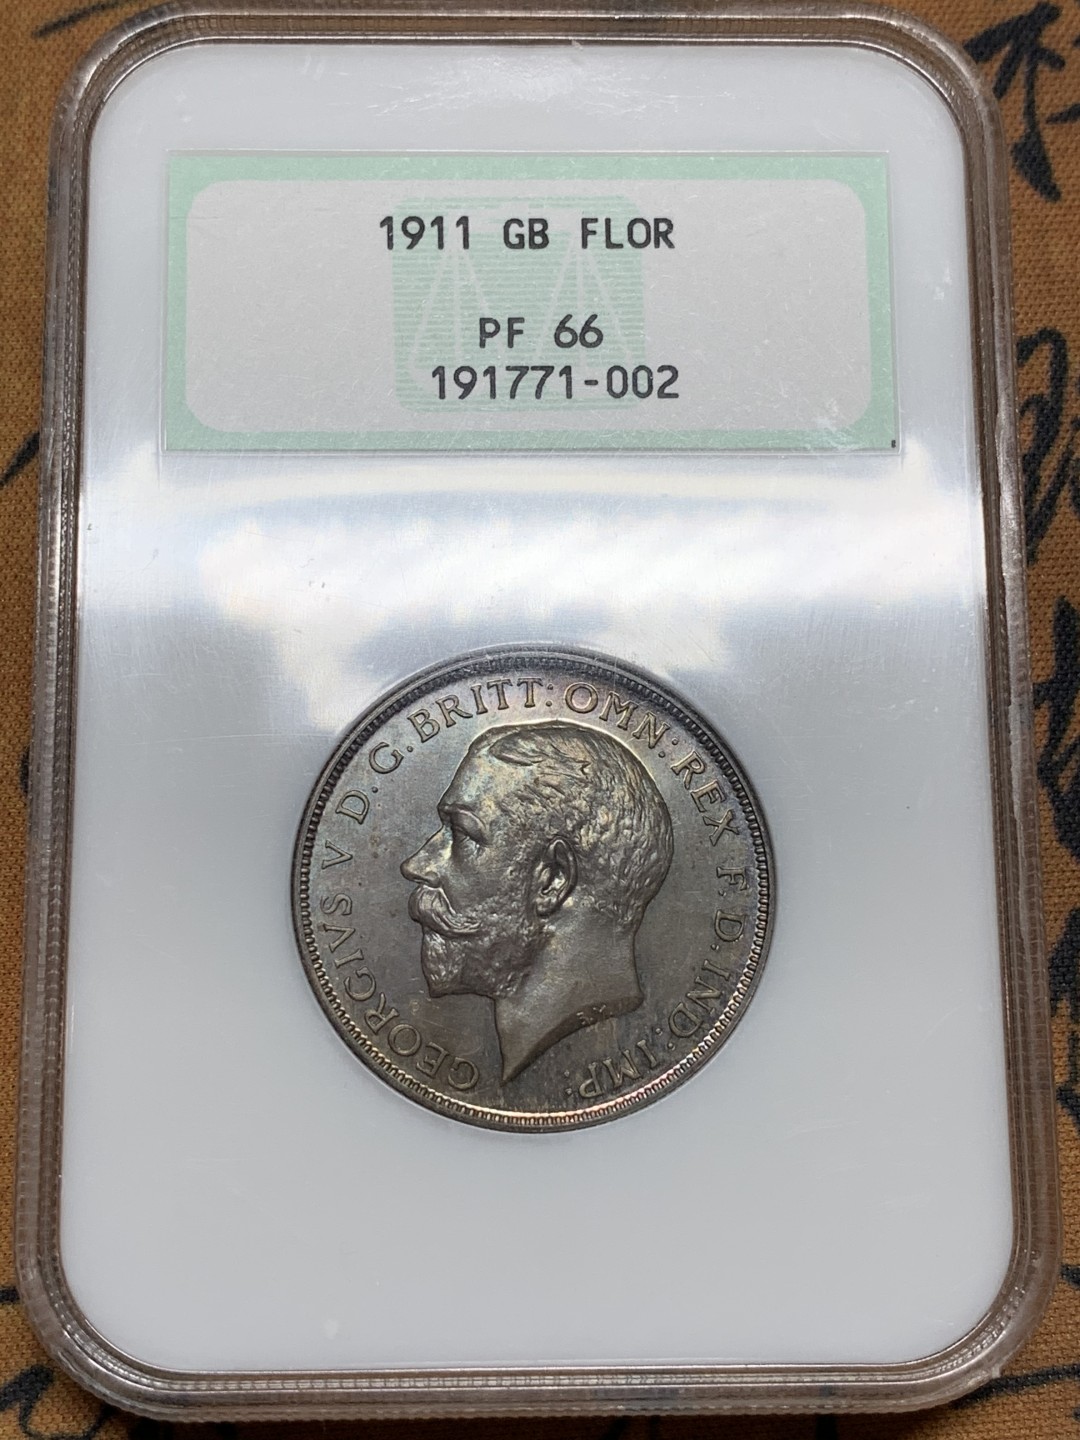 1911 GB FLOR
PF 66
191771-002
GEORGIVS V D.G.BRITT:OMN:REX F.D.IND:IMP: